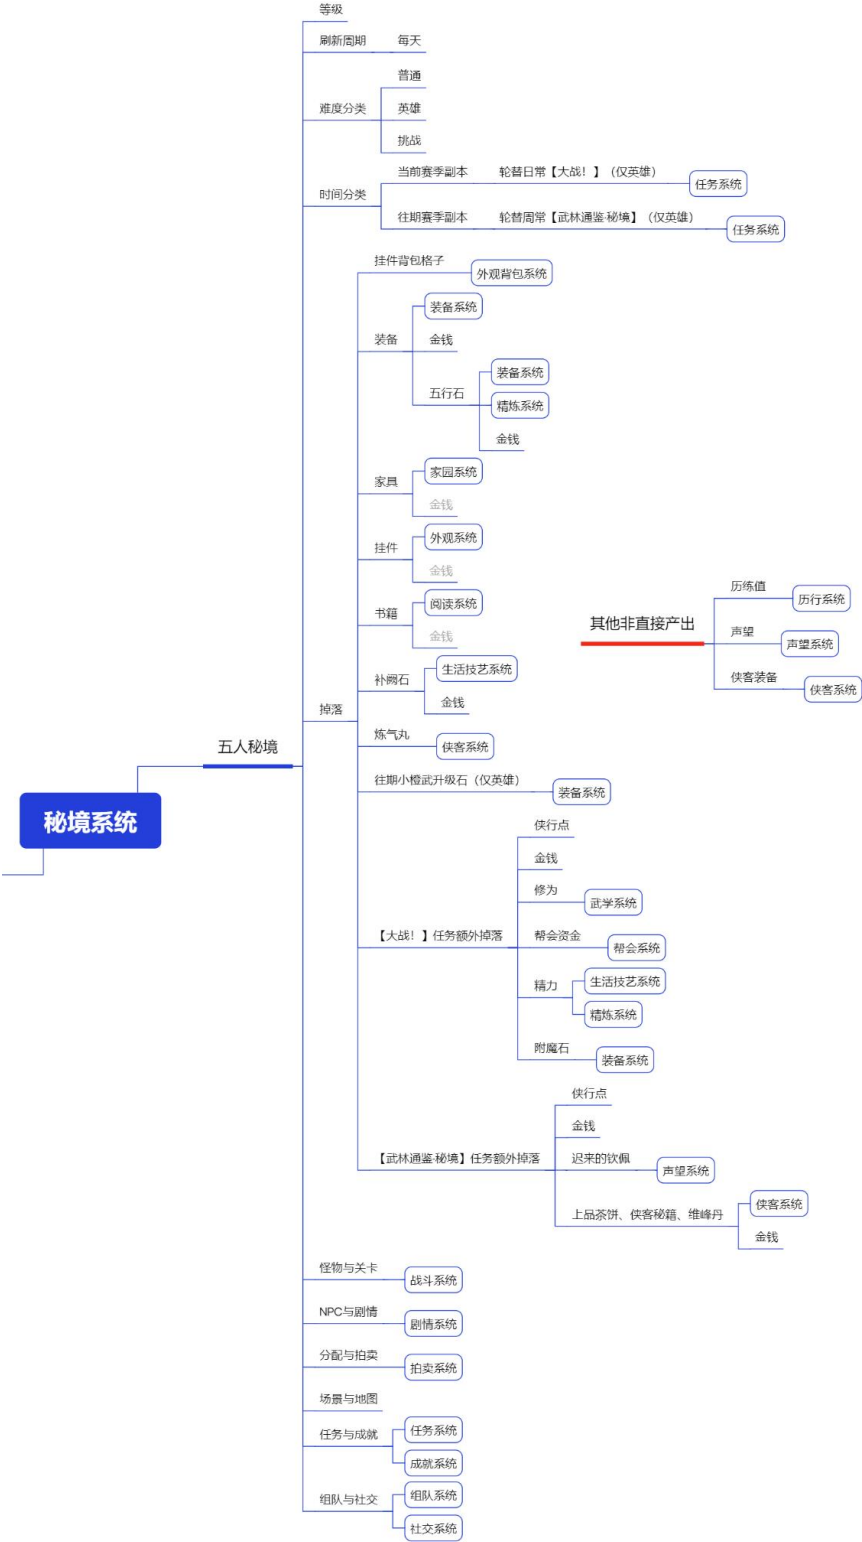 等级
刷新周期
每天
难度分类
普通
英雄
挑战
时间分类
当前赛季副本
轮替日常【大战！】（仅英雄）
任务系统
往期赛季副本
轮替周常【武林通鉴·秘境】（仅英雄）
任务系统
挂件背包格子
外观背包系统
装备
装备系统
金钱
五行石
装备系统
精炼系统
金钱
家具
家园系统
金钱
挂件
外观系统
金钱
书籍
阅读系统
金钱
补阙石
生活技艺系统
金钱
掉落
炼气丸
侠客系统
往期小橙武升级石（仅英雄）
装备系统
其他非直接产出
历练值
历行系统
声望
声望系统
侠客装备
侠客系统
五人秘境
秘境系统
【大战！】任务额外掉落
侠行点
金钱
修为
武学系统
帮会资金
帮会系统
精力
生活技艺系统
精炼系统
附魔石
装备系统
【武林通鉴·秘境】任务额外掉落
侠行点
金钱
迟来的钦佩
声望系统
上品茶饼、侠客秘籍、维峰丹
侠客系统
金钱
怪物与关卡
战斗系统
NPC与剧情
剧情系统
分配与拍卖
拍卖系统
场景与地图
任务与成就
任务系统
成就系统
组队与社交
组队系统
社交系统